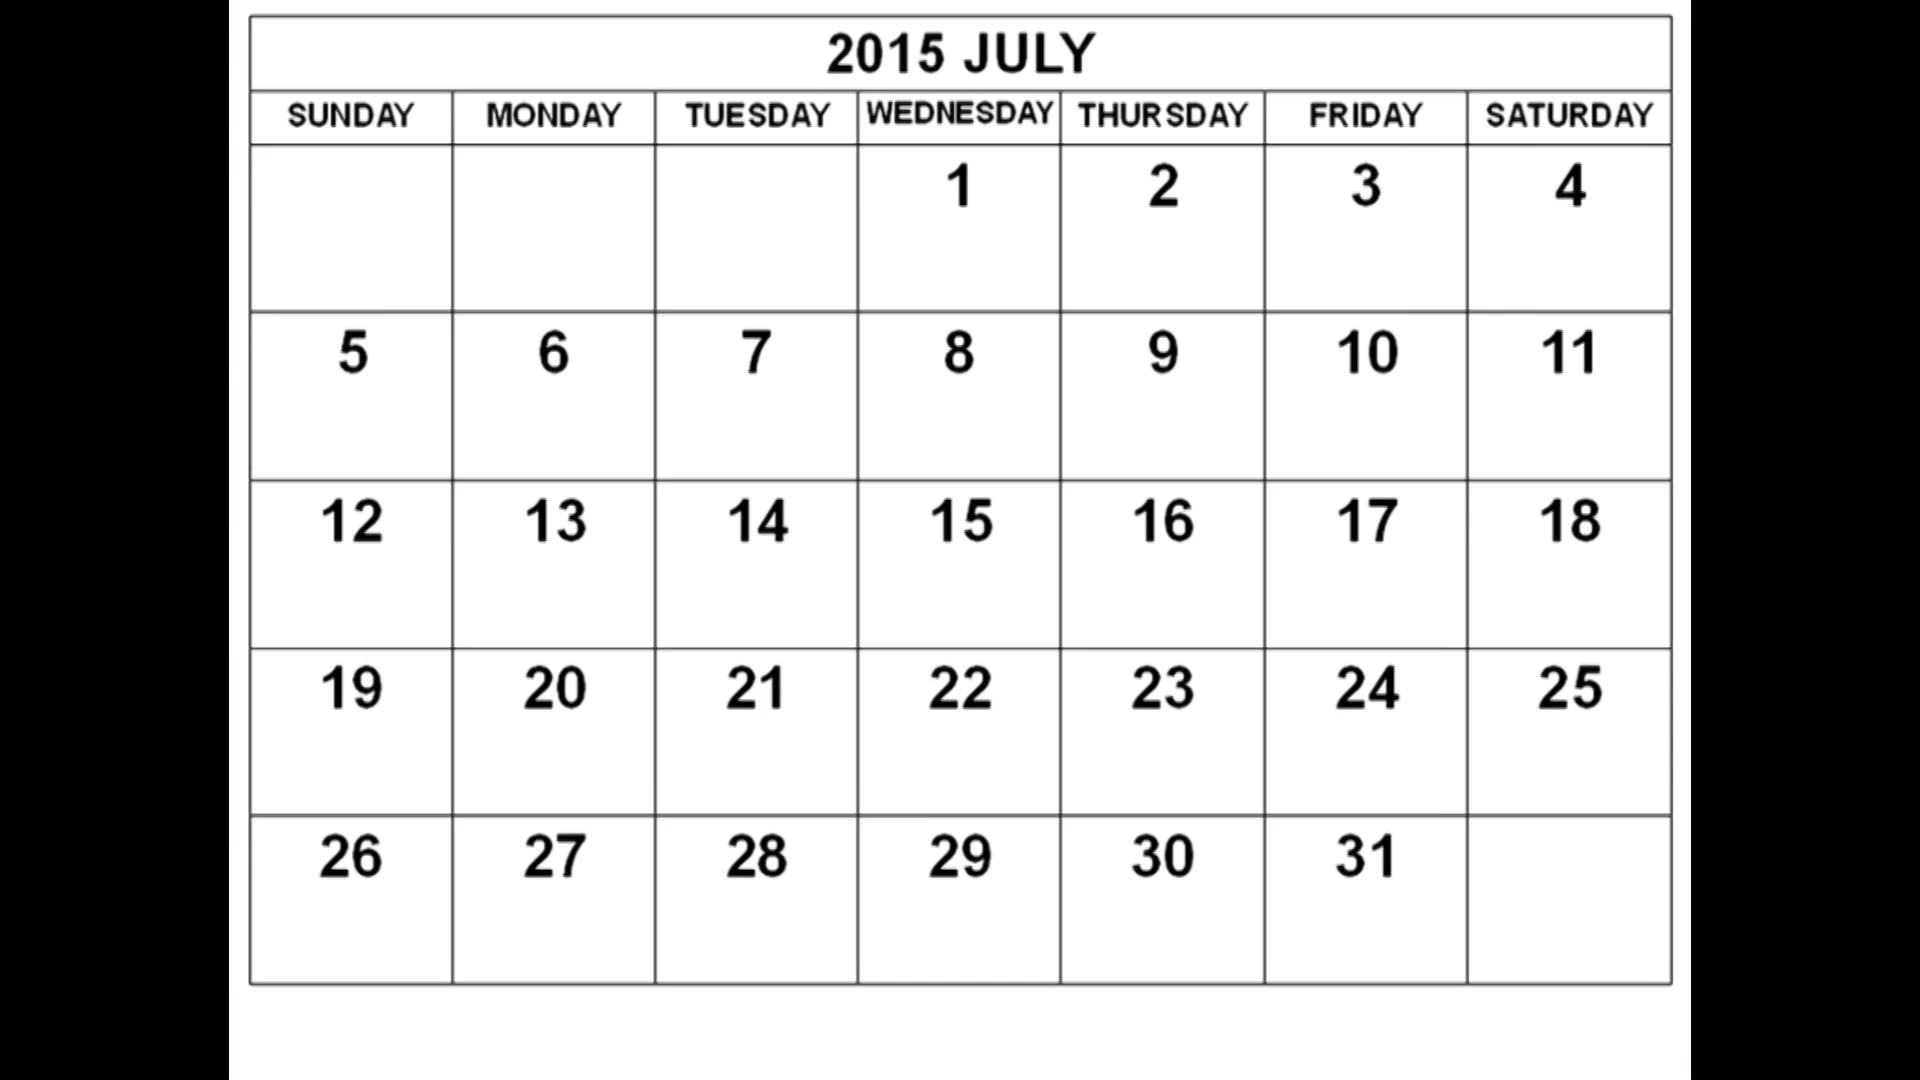 2015 JULY
SUNDAY MONDAY TUESDAY WEDNESDAY THURSDAY FRIDAY SATURDAY
1 2 3 4
5 6 7 8 9 10 11
12 13 14 15 16 17 18
19 20 21 22 23 24 25
26 27 28 29 30 31